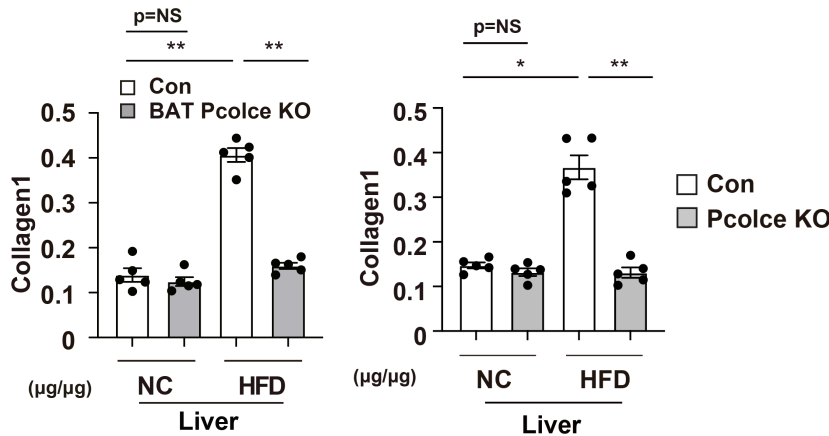 p=NS
** **
Con
BAT Pcolce KO
Collagen1
0.5
0.4
0.3
0.2
0.1
0
(μg/μg)
NC HFD
Liver
p=NS
* **
Collagen1
0.5
0.4
0.3
0.2
0.1
0
Con
Pcolce KO
(μg/μg)
NC HFD
Liver